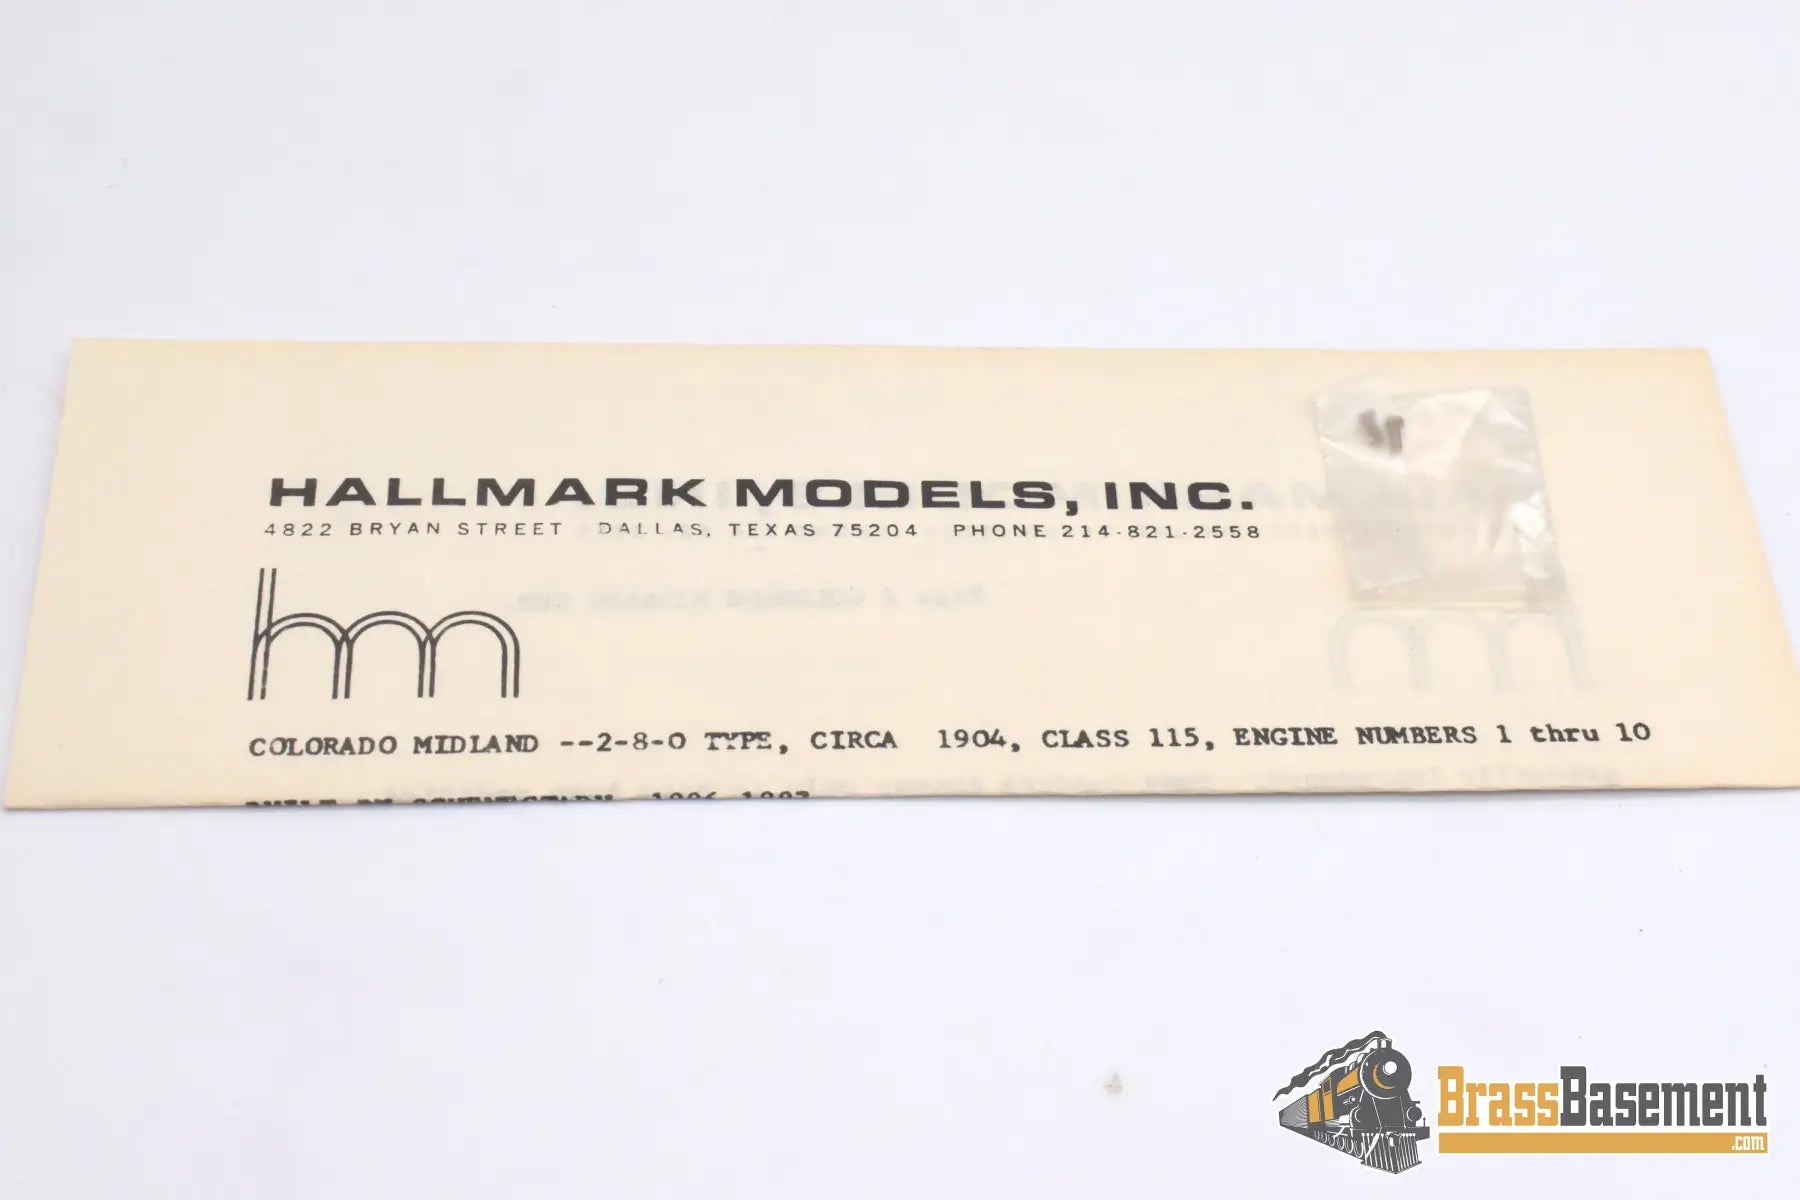 HALLMARK MODELS, INC.
4822 BRYAN STREET DALLAS, TEXAS 75204 PHONE 214-821-2558
hm
COLORADO MIDLAND --2-8-0 TYPE, CIRCA 1904, CLASS 115, ENGINE NUMBERS 1 thru 10
BrassBasement
.com